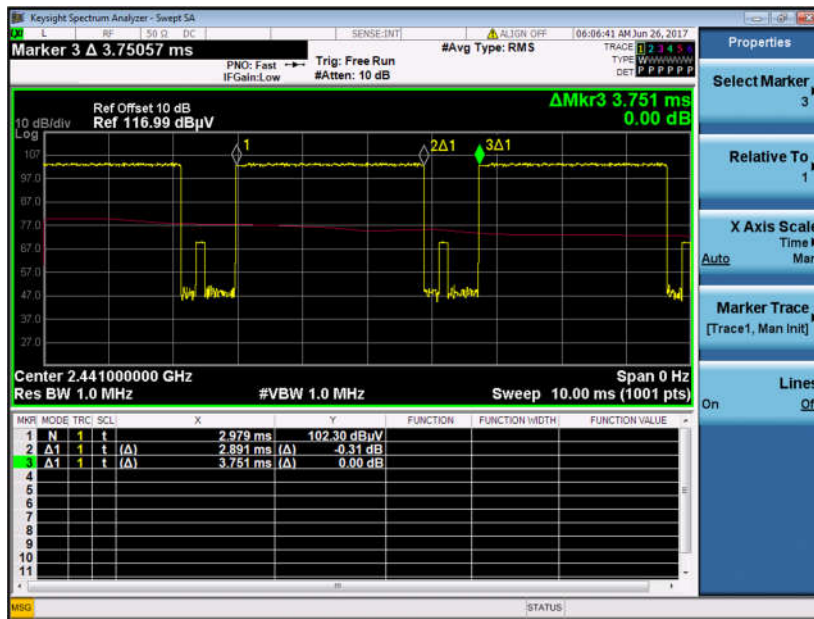 Keysight Spectrum Analyzer - Swept SA
L RF 50 Ω DC SENSE:INT ALIGN OFF 06:06:41 AM Jun 26, 2017
Marker 3 Δ 3.75057 ms
PNO: Fast
IFGain:Low
Trig: Free Run
#Atten: 10 dB
#Avg Type: RMS
TRACE 1 2 3 4 5 6
TYPE W
DET P P P P P P
Ref Offset 10 dB
10 dB/div Ref 116.99 dBµV
ΔMkr3 3.751 ms
0.00 dB
Log
1 2Δ1 3Δ1
107
97.0
87.0
77.0
67.0
57.0
47.0
37.0
27.0
Center 2.441000000 GHz Span 0 Hz
Res BW 1.0 MHz #VBW 1.0 MHz Sweep 10.00 ms (1001 pts)
MKR MODE TRC SCL X Y FUNCTION FUNCTION WIDTH FUNCTION VALUE
1 N 1 t 2.979 ms 102.30 dBµV
2 Δ1 1 t (Δ) 2.891 ms (Δ) -0.31 dB
3 Δ1 1 t (Δ) 3.751 ms (Δ) 0.00 dB
4
5
6
7
8
9
10
11
MSG STATUS
Properties
Select Marker
3
Relative To
1
X Axis Scale
Time
Auto Man
Marker Trace
[Trace1, Man Init]
Lines
On Off